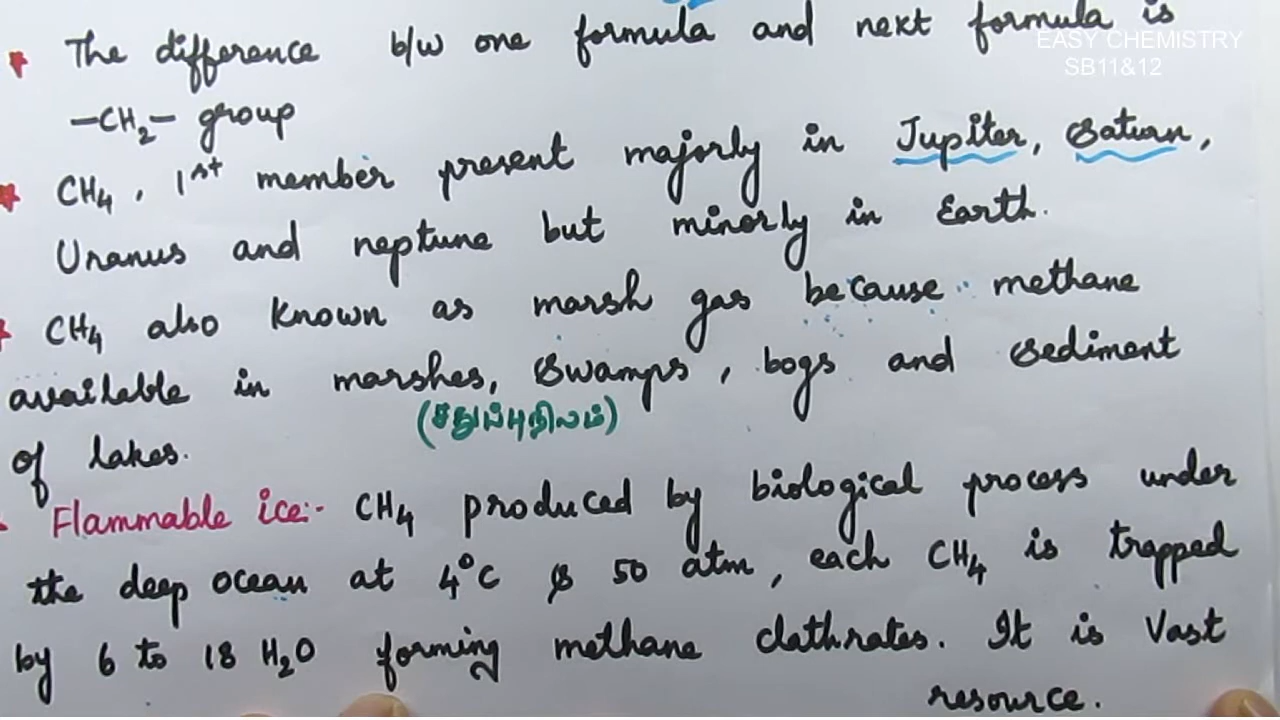 ★ The difference b/w one formula and next formula is
EASY CHEMISTRY
SB11&12
-CH₂- group
★ CH₄, 1st member present majorly in Jupiter, Saturn,
Uranus and neptune but minorly in Earth.
CH₄ also known as marsh gas because methane
available in marshes, swamps, bogs and sediment
(சதுப்புநிலம்)
of lakes.
Flammable ice:- CH₄ produced by biological process under
the deep ocean at 4°C & 50 atm, each CH₄ is trapped
by 6 to 18 H₂O forming methane clathrates. It is Vast
resource.